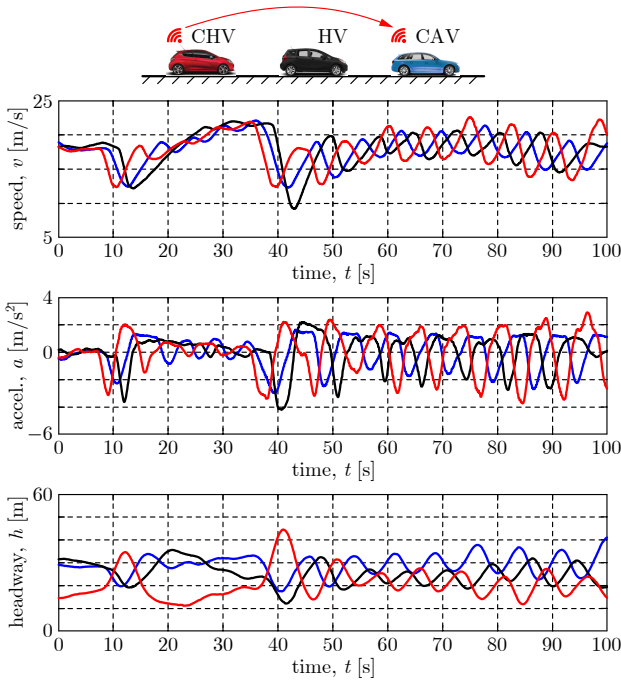 CHV HV CAV
25
speed, v [m/s]
5
0 10 20 30 40 50 60 70 80 90 100
time, t [s]
4
0
accel., a [m/s²]
−6
0 10 20 30 40 50 60 70 80 90 100
time, t [s]
60
headway, h [m]
0
0 10 20 30 40 50 60 70 80 90 100
time, t [s]